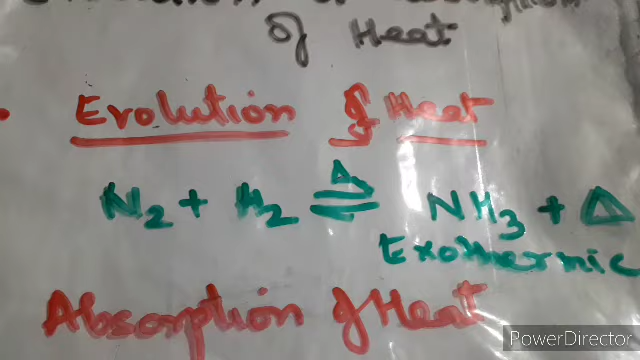 of Heat
Evolution of Heat
N2 + H2 ⇌ Δ NH3 + Δ
Exothermic
Absorption of Heat
PowerDirector